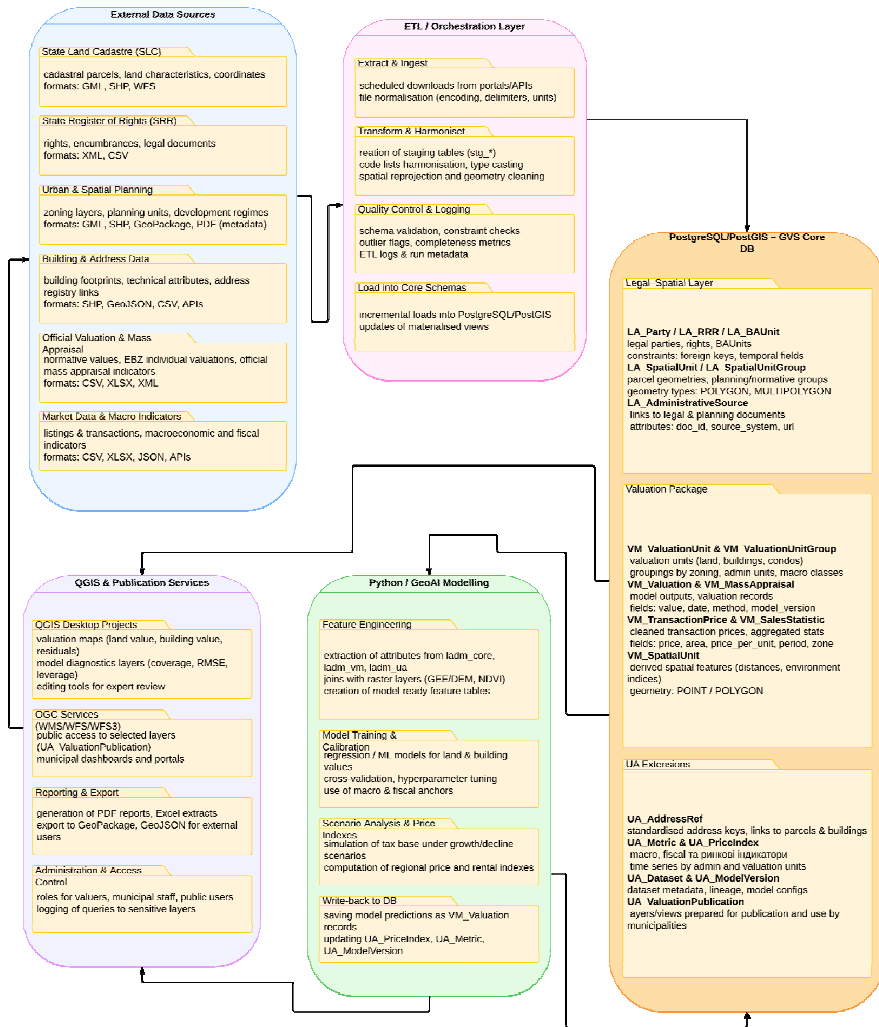 External Data Sources
State Land Cadastre (SLC)
cadastral parcels, land characteristics, coordinates
formats: GML, SHP, WFS
State Register of Rights (SRR)
rights, encumbrances, legal documents
formats: XML, CSV
Urban & Spatial Planning
zoning layers, planning units, development regimes
formats: GML, SHP, GeoPackage, PDF (metadata)
Building & Address Data
building footprints, technical attributes, address
registry links
formats: SHP, GeoJSON, CSV, APIs
Official Valuation & Mass
Appraisal
normative values, EBZ individual valuations, official
mass appraisal indicators
formats: CSV, XLSX, XML
Market Data & Macro Indicators
listings & transactions, macroeconomic and fiscal
indicators
formats: CSV, XLSX, JSON, APIs
ETL / Orchestration Layer
Extract & Ingest
scheduled downloads from portals/APIs
file normalisation (encoding, delimiters, units)
Transform & Harmoniset
reation of staging tables (stg_*)
code lists harmonisation, type casting
spatial reprojection and geometry cleaning
Quality Control & Logging
schema validation, constraint checks
outlier flags, completeness metrics
ETL logs & run metadata
Load into Core Schemas
incremental loads into PostgreSQL/PostGIS
updates of materialised views
PostgreSQL/PostGIS – GVS Core
DB
Legal_Spatial Layer
LA_Party / LA_RRR / LA_BAUnit
legal parties, rights, BAUnits
constraints: foreign keys, temporal fields
LA_SpatialUnit / LA_SpatialUnitGroup
parcel geometries, planning/normative groups
geometry types: POLYGON, MULTIPOLYGON
LA_AdministrativeSource
links to legal & planning documents
attributes: doc_id, source_system, uri
Valuation Package
VM_ValuationUnit & VM_ValuationUnitGroup
valuation units (land, buildings, condos)
groupings by zoning, admin units, macro classes
VM_Valuation & VM_MassAppraisal
model outputs, valuation records
fields: value, date, method, model_version
VM_TransactionPrice & VM_SalesStatistic
cleaned transaction prices, aggregated stats
fields: price, area, price_per_unit, period, zone
VM_SpatialUnit
derived spatial features (distances, environment
indices)
geometry: POINT / POLYGON
UA Extensions
UA_AddressRef
standardised address keys, links to parcels & buildings
UA_Metric & UA_PriceIndex
macro, fiscal та ринкові індикатори
time series by admin and valuation units
UA_Dataset & UA_ModelVersion
dataset metadata, lineage, model configs
UA_ValuationPublication
ayers/views prepared for publication and use by
municipalities
QGIS & Publication Services
QGIS Desktop Projects
valuation maps (land value, building value,
residuals)
model diagnostics layers (coverage, RMSE,
leverage)
editing tools for expert review
OGC Services
(WMS/WFS/WFS3)
public access to selected layers
(UA_ValuationPublication)
municipal dashboards and portals
Reporting & Export
generation of PDF reports, Excel extracts
export to GeoPackage, GeoJSON for external
users
Administration & Access
Control
roles for valuers, municipal staff, public users
logging of queries to sensitive layers
Python / GeoAI Modelling
Feature Engineering
extraction of attributes from ladm_core,
ladm_vm, ladm_ua
joins with raster layers (GEE/DEM, NDVI)
creation of model ready feature tables
Model Training &
Calibration
regression / ML models for land & building
values
cross-validation, hyperparameter tuning
use of macro & fiscal anchors
Scenario Analysis & Price
Indexes
simulation of tax base under growth/decline
scenarios
computation of regional price and rental indexes
Write-back to DB
saving model predictions as VM_Valuation
records
updating UA_PriceIndex, UA_Metric,
UA_ModelVersion